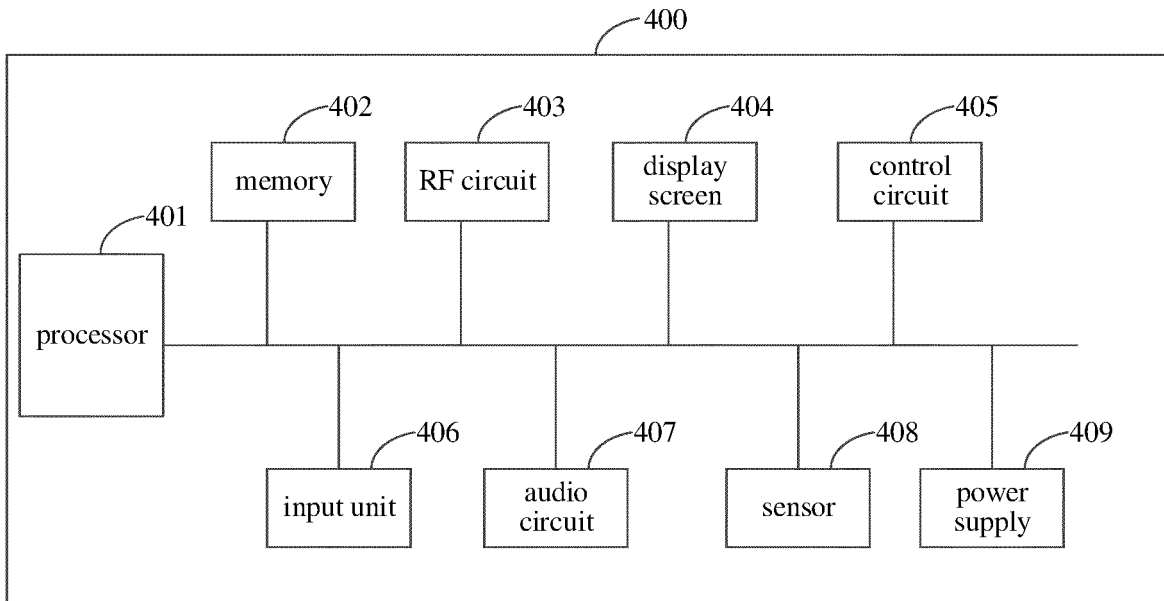 400
402
403
404
405
memory
RF circuit
display
screen
control
circuit
401
processor
406
407
408
409
input unit
audio
circuit
sensor
power
supply